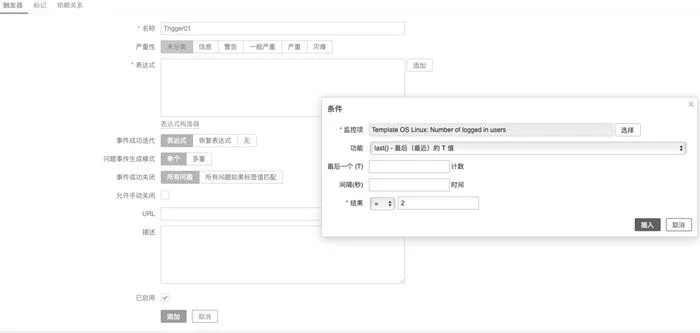 触发器 标记 依赖关系
* 名称 Trigger01
严重性 未分类 信息 警告 一般严重 严重 灾难
* 表达式 添加
表达式构造器
事件成功迭代 表达式 恢复表达式 无
问题事件生成模式 单个 多重
事件成功关闭 所有问题 所有问题如果标签值匹配
允许手动关闭
URL
描述
已启用
添加 取消
条件
* 监控项 Template OS Linux: Number of logged in users 选择
功能 last() - 最后（最近）的 T 值
最后一个 (T) 计数
间隔(秒) 时间
* 结果 = 2
插入 取消